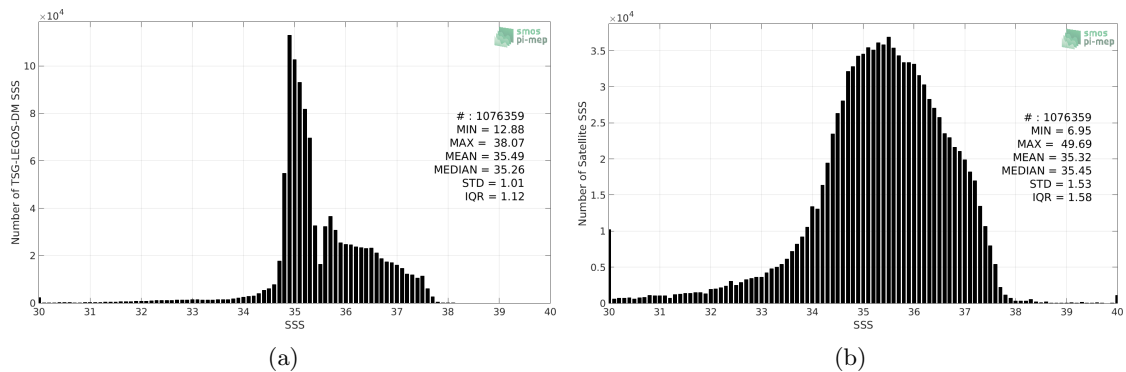 ×10⁴
smos
pi-mep
10
8
6
4
2
0
Number of TSG-LEGOS-DM SSS
# : 1076359
MIN = 12.88
MAX = 38.07
MEAN = 35.49
MEDIAN = 35.26
STD = 1.01
IQR = 1.12
30 31 32 33 34 35 36 37 38 39 40
SSS
(a)
×10⁴
smos
pi-mep
3.5
3
2.5
2
1.5
1
0.5
0
Number of Satellite SSS
# : 1076359
MIN = 6.95
MAX = 49.69
MEAN = 35.32
MEDIAN = 35.45
STD = 1.53
IQR = 1.58
30 31 32 33 34 35 36 37 38 39 40
SSS
(b)